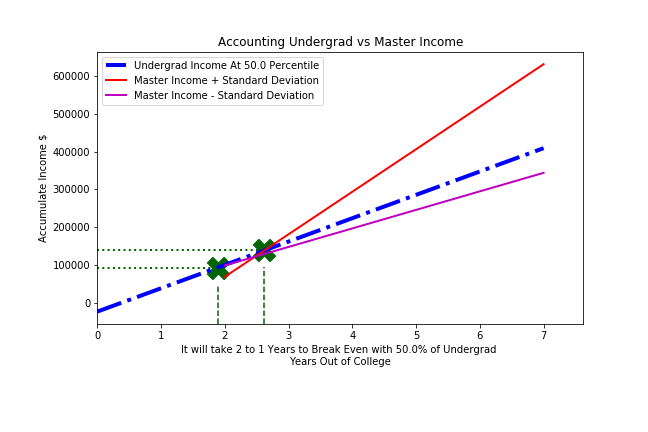 Accounting Undergrad vs Master Income
Undergrad Income At 50.0 Percentile
Master Income + Standard Deviation
Master Income - Standard Deviation
Accumulate Income $
600000
500000
400000
300000
200000
100000
0
0 1 2 3 4 5 6 7
It will take 2 to 1 Years to Break Even with 50.0% of Undergrad
Years Out of College